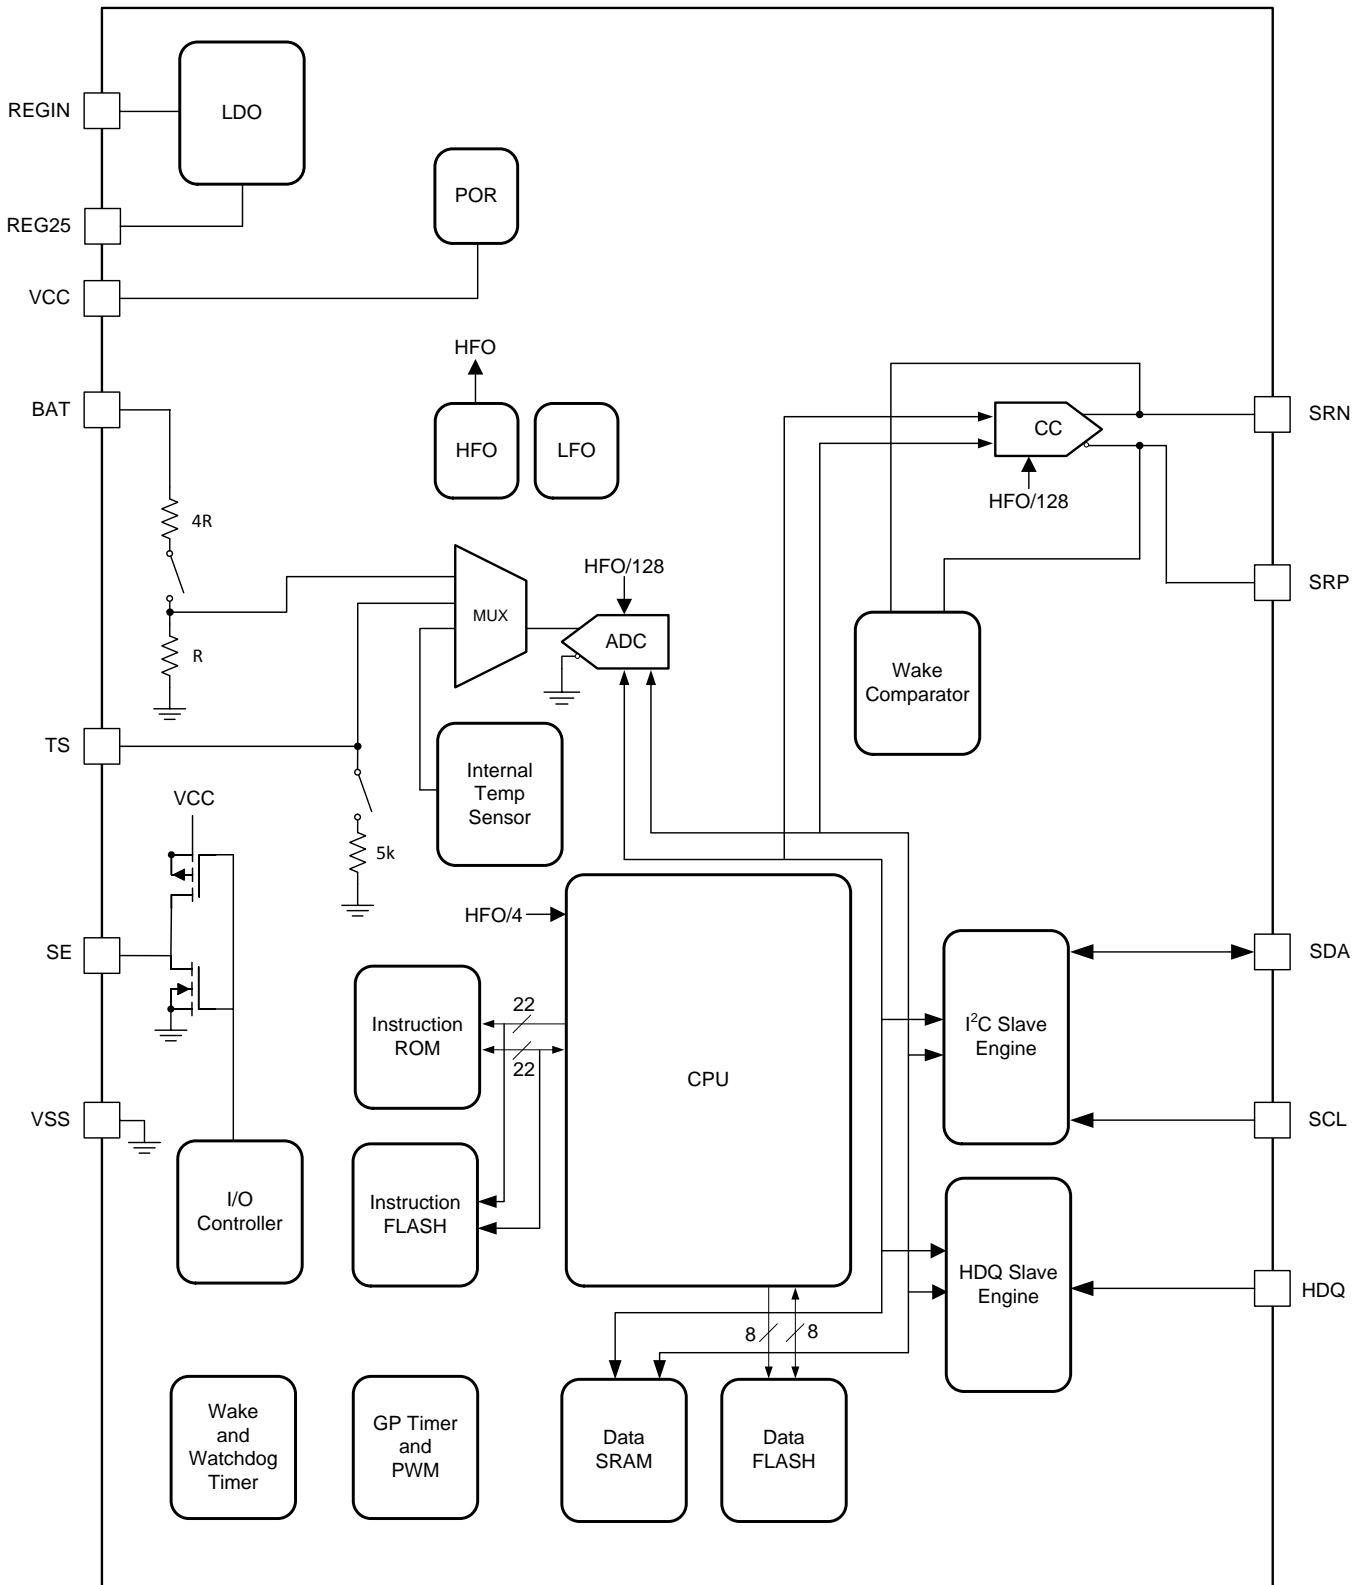 REGIN
LDO
POR
REG25
VCC
HFO
BAT
HFO
LFO
CC
SRN
HFO/128
4R
HFO/128
MUX
ADC
SRP
R
Wake
Comparator
TS
Internal
Temp
Sensor
VCC
5k
HFO/4
SE
SDA
Instruction
ROM
22
22
I²C Slave
Engine
CPU
VSS
SCL
I/O
Controller
Instruction
FLASH
HDQ Slave
Engine
HDQ
8
8
Wake
and
Watchdog
Timer
GP Timer
and
PWM
Data
SRAM
Data
FLASH